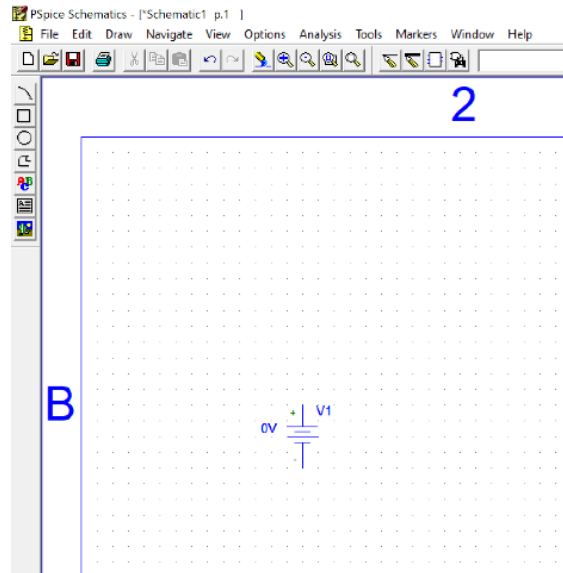 PSpice Schematics - [*Schematic1 p.1 ]
File Edit Draw Navigate View Options Analysis Tools Markers Window Help
2
B
+ V1
0V
-